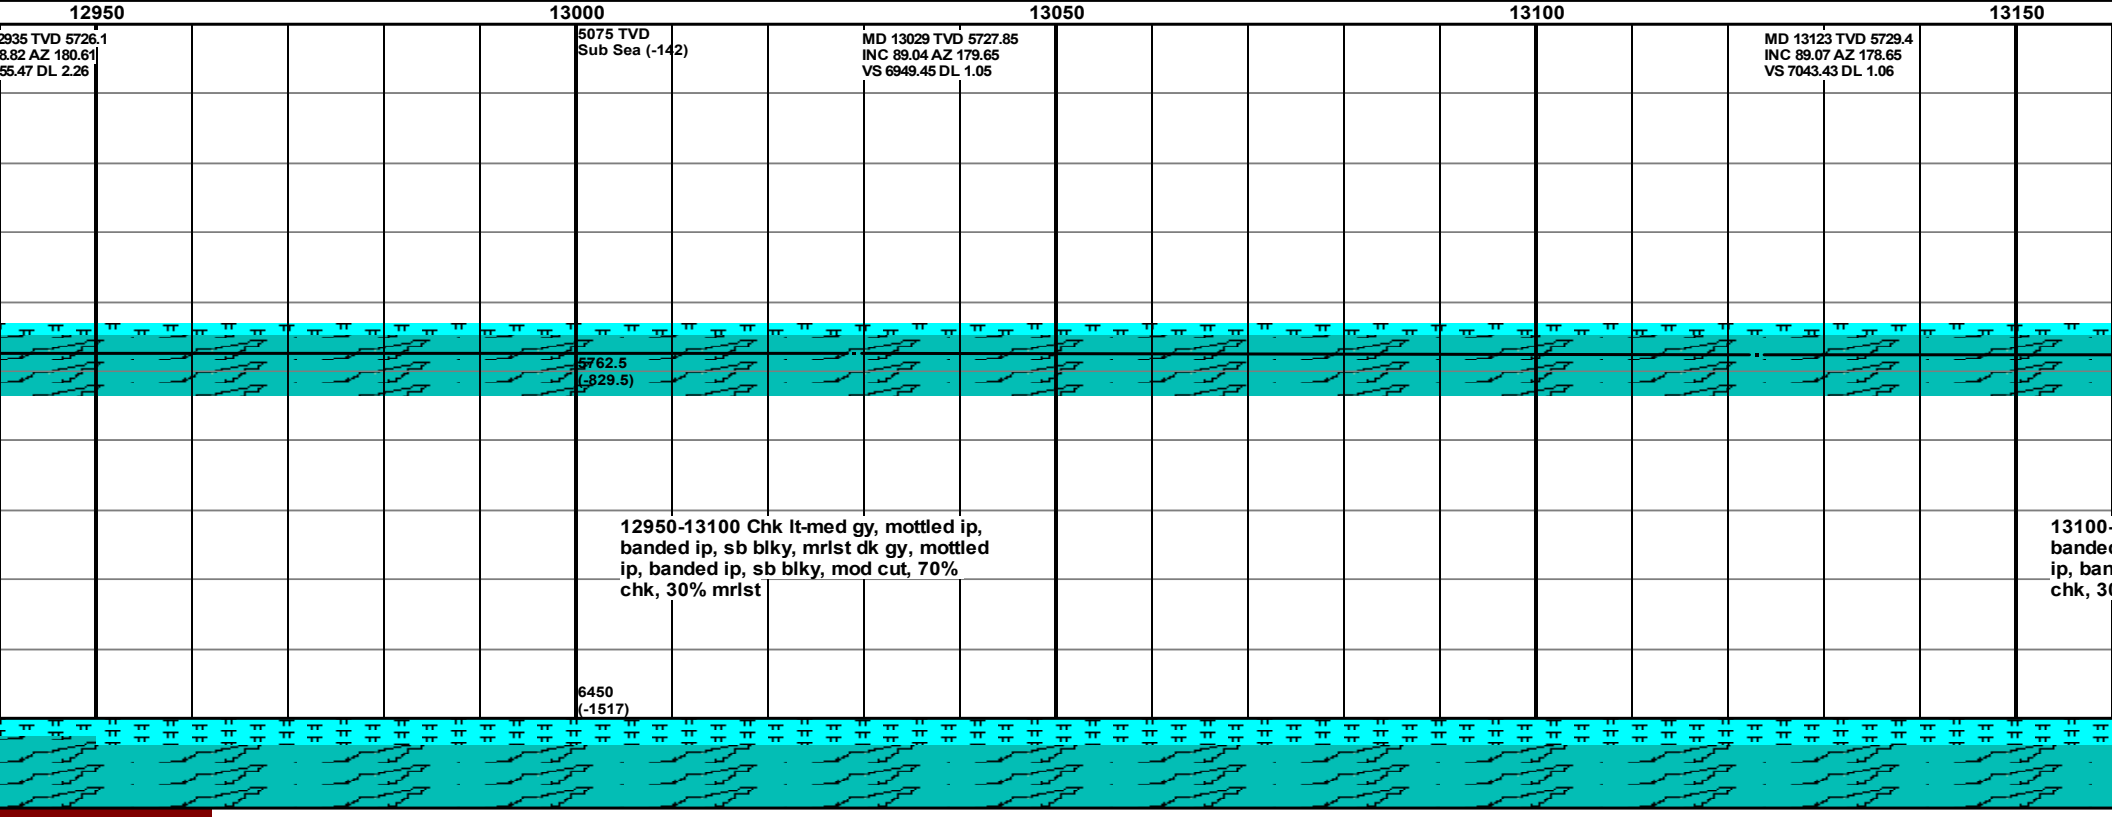 12950 13000 13050 13100 13150
2935 TVD 5726.1
8.82 AZ 180.61
55.47 DL 2.26
5075 TVD
Sub Sea (-142)
MD 13029 TVD 5727.85
INC 89.04 AZ 179.65
VS 6949.45 DL 1.05
MD 13123 TVD 5729.4
INC 89.07 AZ 178.65
VS 7043.43 DL 1.06
5762.5
(-829.5)
12950-13100 Chk lt-med gy, mottled ip,
banded ip, sb blky, mrlst dk gy, mottled
ip, banded ip, sb blky, mod cut, 70%
chk, 30% mrlst
13100-
banded
ip, ban
chk, 30
6450
(-1517)